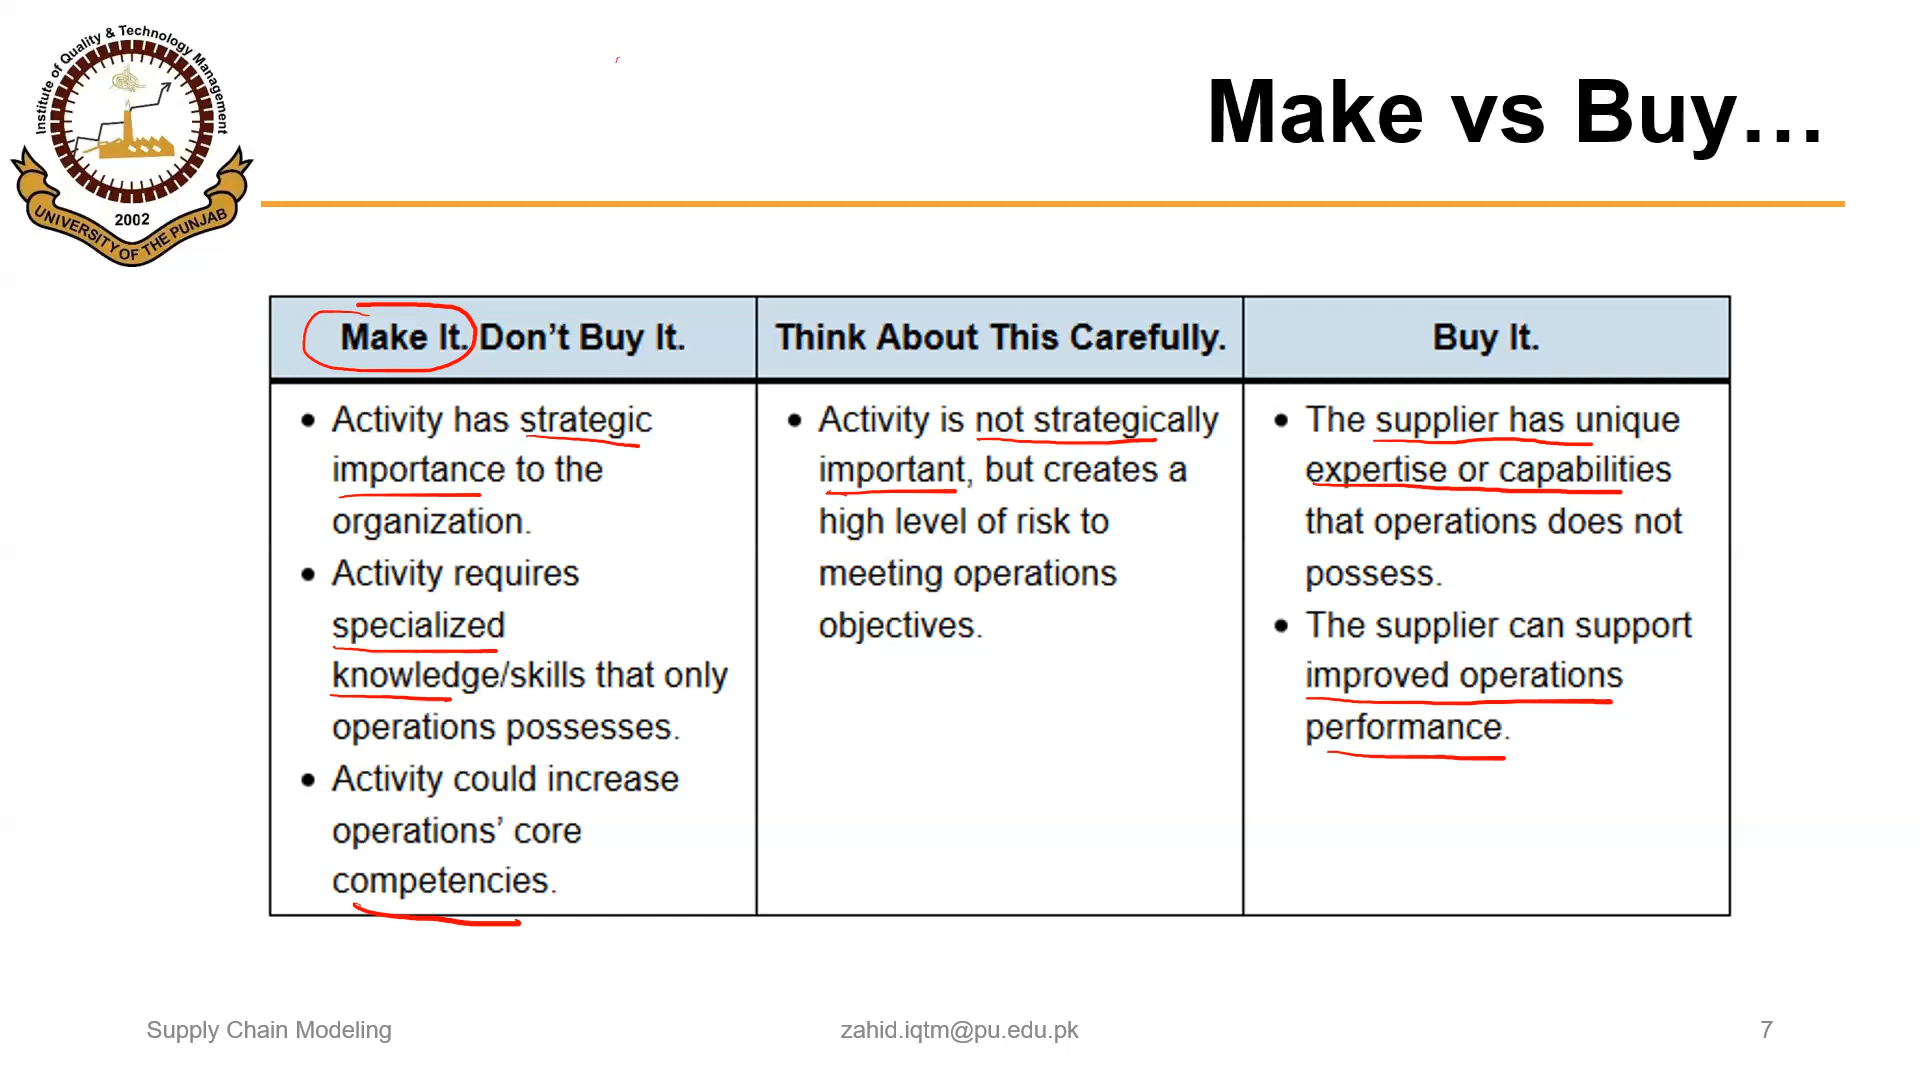 Institute of Quality & Technology Management
2002
UNIVERSITY OF THE PUNJAB
Make vs Buy…
Make It. Don’t Buy It.
Think About This Carefully.
Buy It.
• Activity has strategic
importance to the
organization.
• Activity requires
specialized
knowledge/skills that only
operations possesses.
• Activity could increase
operations’ core
competencies.
• Activity is not strategically
important, but creates a
high level of risk to
meeting operations
objectives.
• The supplier has unique
expertise or capabilities
that operations does not
possess.
• The supplier can support
improved operations
performance.
Supply Chain Modeling
zahid.iqtm@pu.edu.pk
7